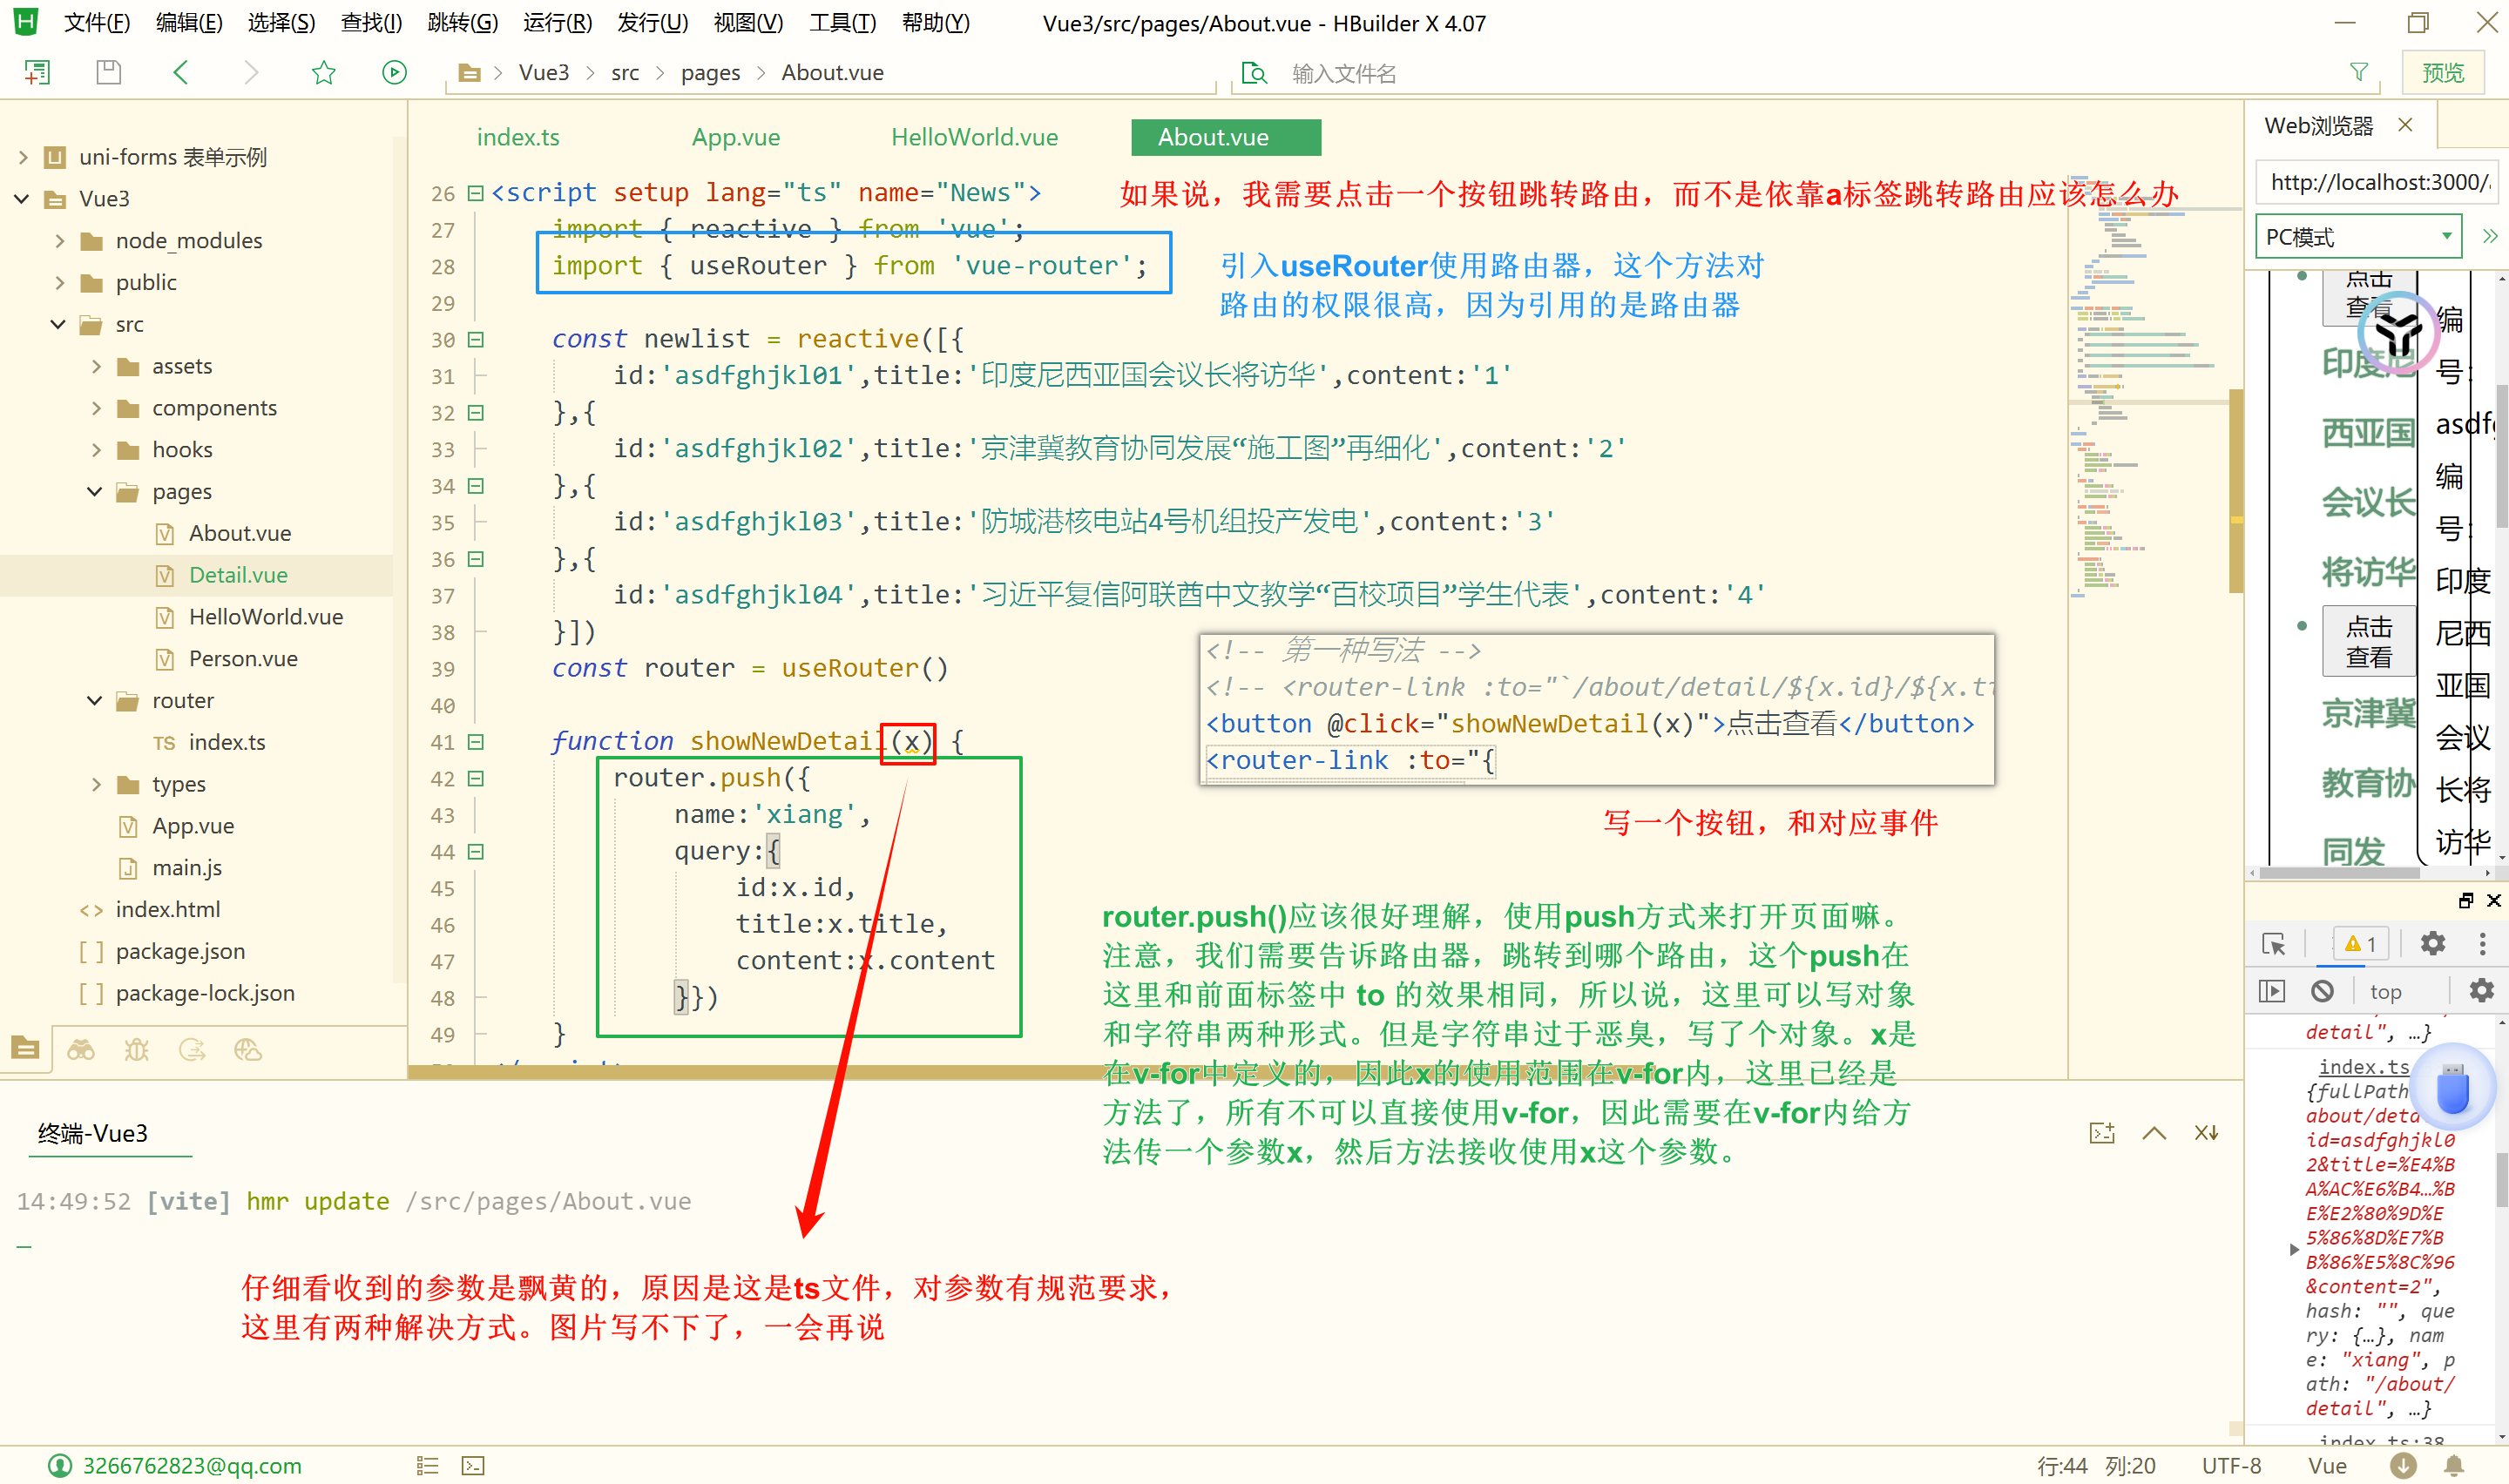 文件(F) 编辑(E) 选择(S) 查找(I) 跳转(G) 运行(R) 发行(U) 视图(V) 工具(T) 帮助(Y) Vue3/src/pages/About.vue - HBuilder X 4.07
Vue3 src pages About.vue 输入文件名 预览
uni-forms 表单示例
Vue3
node_modules
public
src
assets
components
hooks
pages
About.vue
Detail.vue
HelloWorld.vue
Person.vue
router
TS index.ts
types
App.vue
main.js
<> index.html
[ ] package.json
[ ] package-lock.json
index.ts App.vue HelloWorld.vue About.vue
26 <script setup lang="ts" name="News">
27 import { reactive } from 'vue';
28 import { useRouter } from 'vue-router';
29
30 const newlist = reactive([{
31 id:'asdfghjkl01',title:'印度尼西亚国会议长将访华',content:'1'
32 },{
33 id:'asdfghjkl02',title:'京津冀教育协同发展“施工图”再细化',content:'2'
34 },{
35 id:'asdfghjkl03',title:'防城港核电站4号机组投产发电',content:'3'
36 },{
37 id:'asdfghjkl04',title:'习近平复信阿联酋中文教学“百校项目”学生代表',content:'4'
38 }])
39 const router = useRouter()
40
41 function showNewDetail(x) {
42 router.push({
43 name:'xiang',
44 query:{
45 id:x.id,
46 title:x.title,
47 content:x.content
48 }})
49 }
如果说，我需要点击一个按钮跳转路由，而不是依靠a标签跳转路由应该怎么办
引入useRouter使用路由器，这个方法对
路由的权限很高，因为引用的是路由器
<!-- 第一种写法 -->
<!-- <router-link :to="`/about/detail/${x.id}/${x.ti
<button @click="showNewDetail(x)">点击查看</button>
<router-link :to="{
写一个按钮，和对应事件
router.push()应该很好理解，使用push方式来打开页面嘛。
注意，我们需要告诉路由器，跳转到哪个路由，这个push在
这里和前面标签中 to 的效果相同，所以说，这里可以写对象
和字符串两种形式。但是字符串过于恶臭，写了个对象。x是
在v-for中定义的，因此x的使用范围在v-for内，这里已经是
方法了，所有不可以直接使用v-for，因此需要在v-for内给方
法传一个参数x，然后方法接收使用x这个参数。
终端-Vue3
14:49:52 [vite] hmr update /src/pages/About.vue
仔细看收到的参数是飘黄的，原因是这是ts文件，对参数有规范要求，
这里有两种解决方式。图片写不下了，一会再说
Web浏览器
http://localhost:3000/
PC模式
点击
查看
印度尼
西亚国
会议长
将访华
点击
查看
京津冀
教育协
同发
编
号:
asdf
编
号:
印度
尼西
亚国
会议
长将
访华
1
top
detail", …}
index.ts
{fullPath
about/deta
id=asdfghjkl0
2&title=%E4%B
A%AC%E6%B4…%B
E%E2%80%9D%E
5%86%8D%E7%B
B%86%E5%8C%96
&content=2",
hash: "", que
ry: {…}, nam
e: "xiang", p
ath: "/about/
detail", …}
index.ts:38
3266762823@qq.com 行:44 列:20 UTF-8 Vue